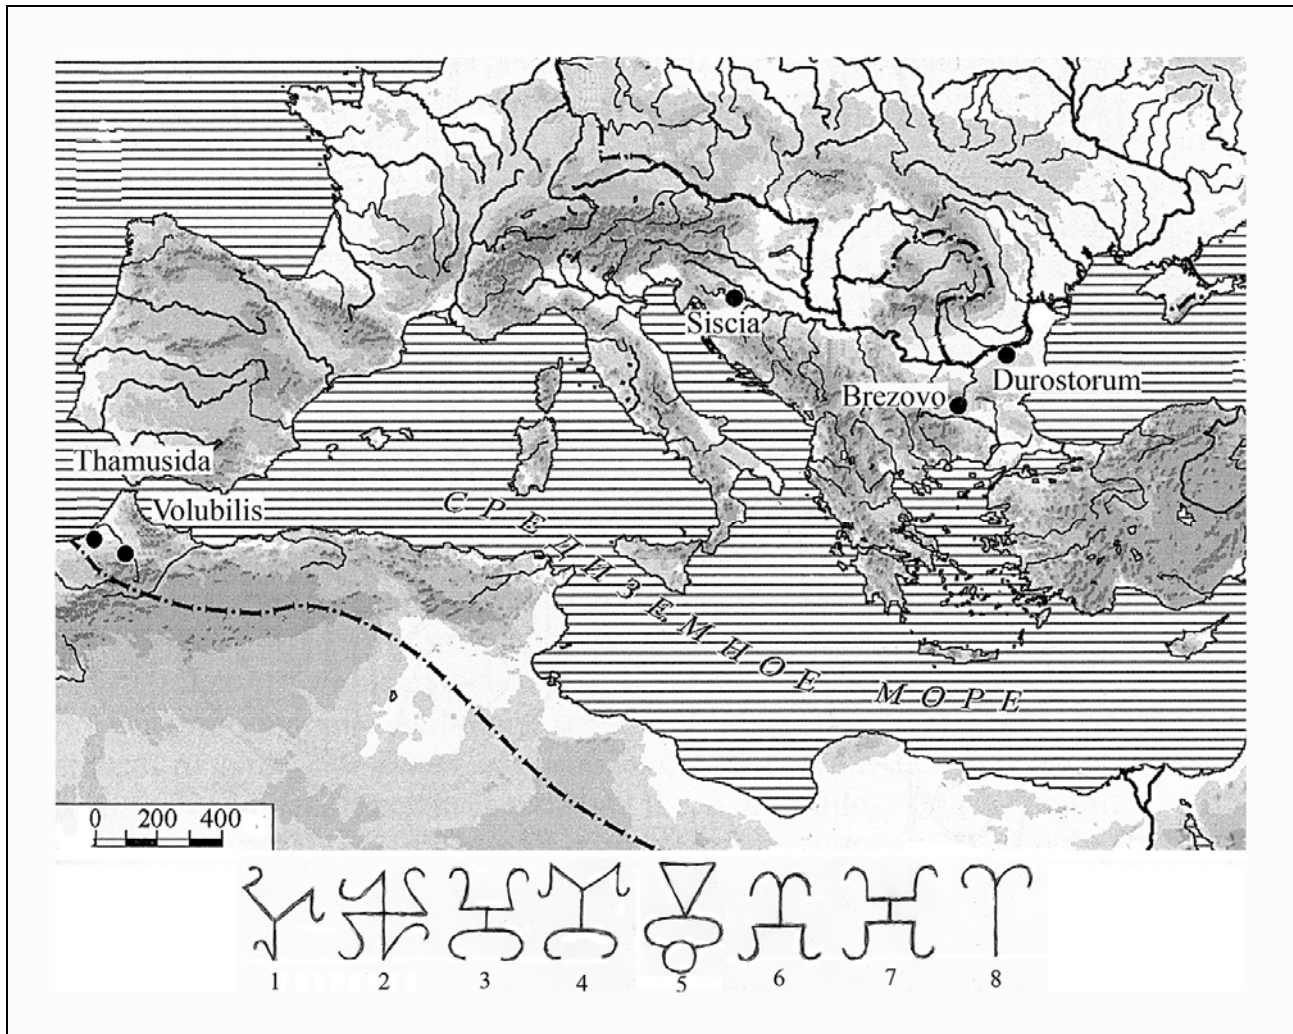 Siscia
Durostorum
Brezovo
Thamusida
Volubilis
СРЕДИЗЕМНОЕ МОРЕ
0 200 400
1 2 3 4 5 6 7 8